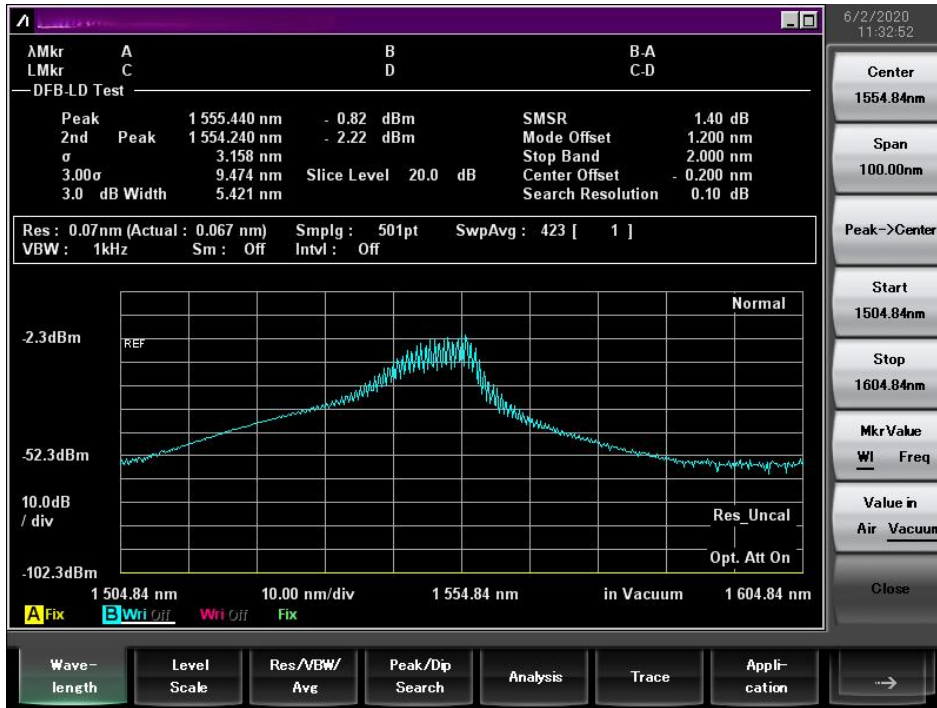 6/2/2020
11:32:52
λMkr A B B-A
LMkr C D C-D
DFB-LD Test
Peak 1 555.440 nm - 0.82 dBm SMSR 1.40 dB
2nd Peak 1 554.240 nm - 2.22 dBm Mode Offset 1.200 nm
σ 3.158 nm Stop Band 2.000 nm
3.00σ 9.474 nm Slice Level 20.0 dB Center Offset - 0.200 nm
3.0 dB Width 5.421 nm Search Resolution 0.10 dB
Res : 0.07nm (Actual : 0.067 nm) Smplg : 501pt SwpAvg : 423 [ 1 ]
VBW : 1kHz Sm : Off Intvl : Off
Normal
-2.3dBm
REF
-52.3dBm
10.0dB
/ div
Res_Uncal
Opt. Att On
-102.3dBm
1 504.84 nm 10.00 nm/div 1 554.84 nm in Vacuum 1 604.84 nm
A Fix B Wri Off Wri Off Fix
Center
1554.84nm
Span
100.00nm
Peak->Center
Start
1504.84nm
Stop
1604.84nm
Mkr Value
Wl Freq
Value in
Air Vacuum
Close
Wave-
length
Level
Scale
Res/VBW/
Avg
Peak/Dip
Search
Analysis
Trace
Appli-
cation